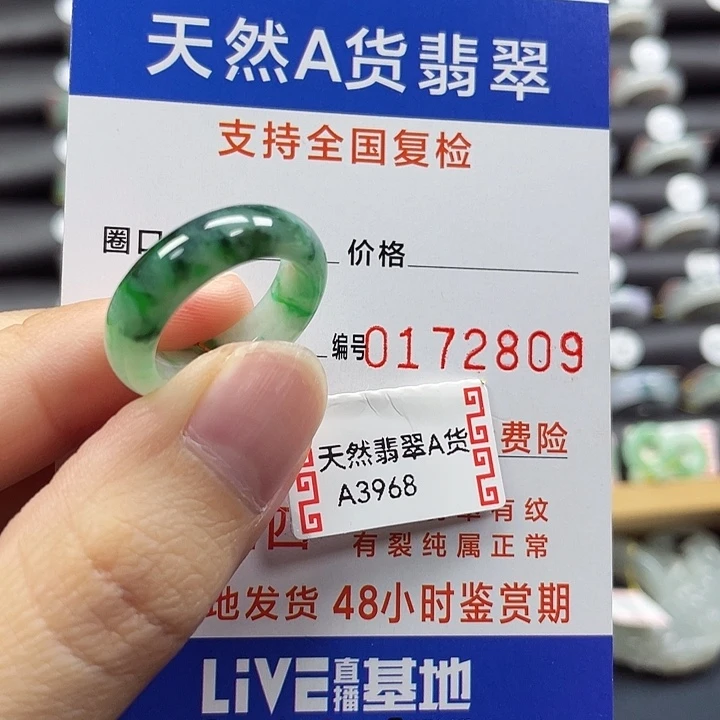 天然A货翡翠
支持全国复检
圈口 价格
编号0172809
费险
天然翡翠A货
A3968
有纹
有裂纯属正常
地发货 48小时鉴赏期
LiVE直播基地